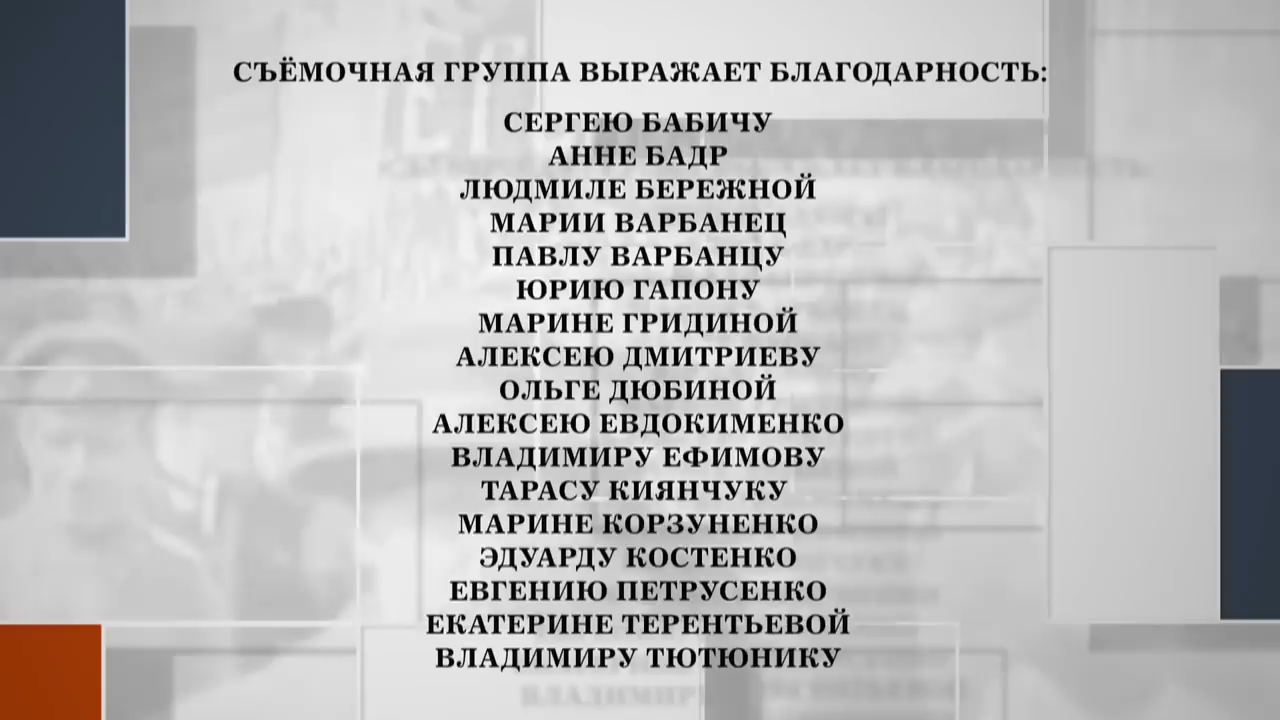 СЪЁМОЧНАЯ ГРУППА ВЫРАЖАЕТ БЛАГОДАРНОСТЬ:
СЕРГЕЮ БАБИЧУ
АННЕ БАДР
ЛЮДМИЛЕ БЕРЕЖНОЙ
МАРИИ ВАРБАНЕЦ
ПАВЛУ ВАРБАНЦУ
ЮРИЮ ГАПОНУ
МАРИНЕ ГРИДИНОЙ
АЛЕКСЕЮ ДМИТРИЕВУ
ОЛЬГЕ ДЮБИНОЙ
АЛЕКСЕЮ ЕВДОКИМЕНКО
ВЛАДИМИРУ ЕФИМОВУ
ТАРАСУ КИЯНЧУКУ
МАРИНЕ КОРЗУНЕНКО
ЭДУАРДУ КОСТЕНКО
ЕВГЕНИЮ ПЕТРУСЕНКО
ЕКАТЕРИНЕ ТЕРЕНТЬЕВОЙ
ВЛАДИМИРУ ТЮТЮНИКУ